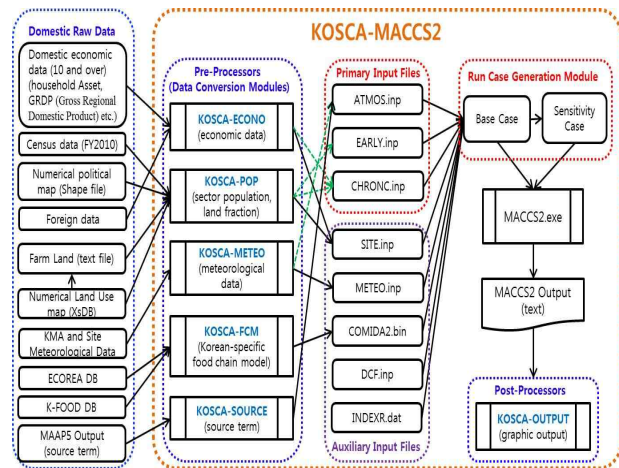 KOSCA-MACCS2
Domestic Raw Data
Domestic economic
data (10 and over)
(household Asset,
GRDP (Gross Regional
Domestic Product) etc.)
Census data (FY2010)
Numerical political
map (Shape file)
Foreign data
Farm Land (text file)
Numerical Land Use
map (XsDB)
KMA and Site
Meteorological Data
ECOREA DB
K-FOOD DB
MAAP5 Output
(source term)
Pre-Processors
(Data Conversion Modules)
KOSCA-ECONO
(economic data)
KOSCA-POP
(sector population,
land fraction)
KOSCA-METEO
(meteorological
data)
KOSCA-FCM
(Korean-specific
food chain model)
KOSCA-SOURCE
(source term)
Primary Input Files
ATMOS.inp
EARLY.inp
CHRONC.inp
SITE.inp
METEO.inp
COMIDA2.bin
DCF.inp
INDEXR.dat
Auxiliary Input Files
Run Case Generation Module
Base Case
Sensitivity
Case
MACCS2.exe
MACCS2 Output
(text)
Post-Processors
KOSCA-OUTPUT
(graphic output)